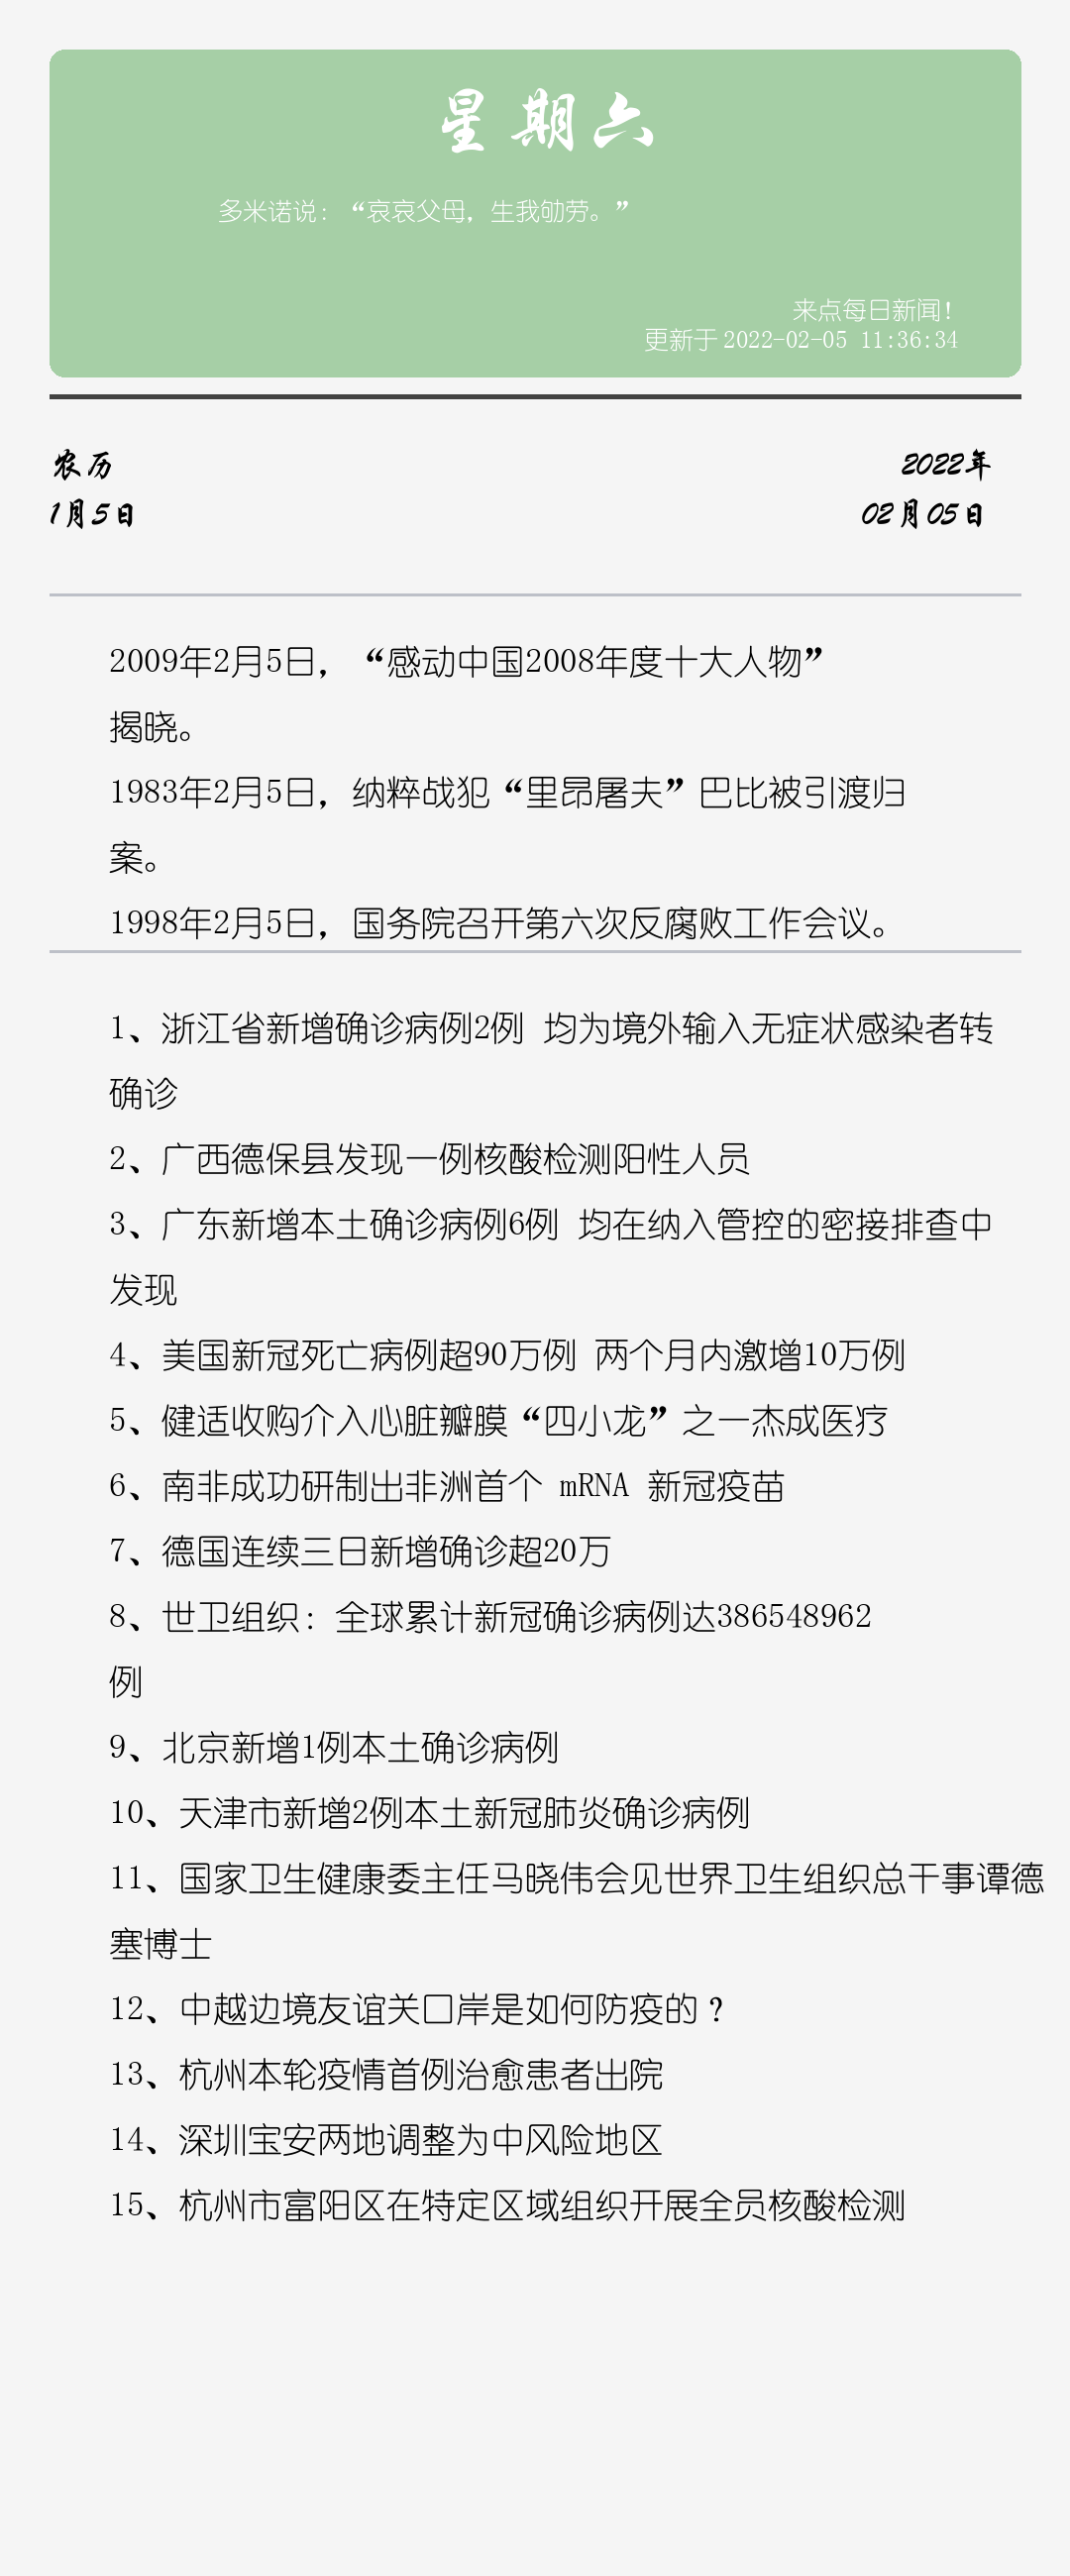 星期六
多米诺说：“哀哀父母，生我劬劳。”
来点每日新闻！
更新于 2022-02-05 11:36:34
农历
2022年
1月5日
02月05日
2009年2月5日，“感动中国2008年度十大人物”
揭晓。
1983年2月5日，纳粹战犯“里昂屠夫”巴比被引渡归
案。
1998年2月5日，国务院召开第六次反腐败工作会议。
1、浙江省新增确诊病例2例 均为境外输入无症状感染者转
确诊
2、广西德保县发现一例核酸检测阳性人员
3、广东新增本土确诊病例6例 均在纳入管控的密接排查中
发现
4、美国新冠死亡病例超90万例 两个月内激增10万例
5、健适收购介入心脏瓣膜“四小龙”之一杰成医疗
6、南非成功研制出非洲首个 mRNA 新冠疫苗
7、德国连续三日新增确诊超20万
8、世卫组织：全球累计新冠确诊病例达386548962
例
9、北京新增1例本土确诊病例
10、天津市新增2例本土新冠肺炎确诊病例
11、国家卫生健康委主任马晓伟会见世界卫生组织总干事谭德
塞博士
12、中越边境友谊关口岸是如何防疫的？
13、杭州本轮疫情首例治愈患者出院
14、深圳宝安两地调整为中风险地区
15、杭州市富阳区在特定区域组织开展全员核酸检测